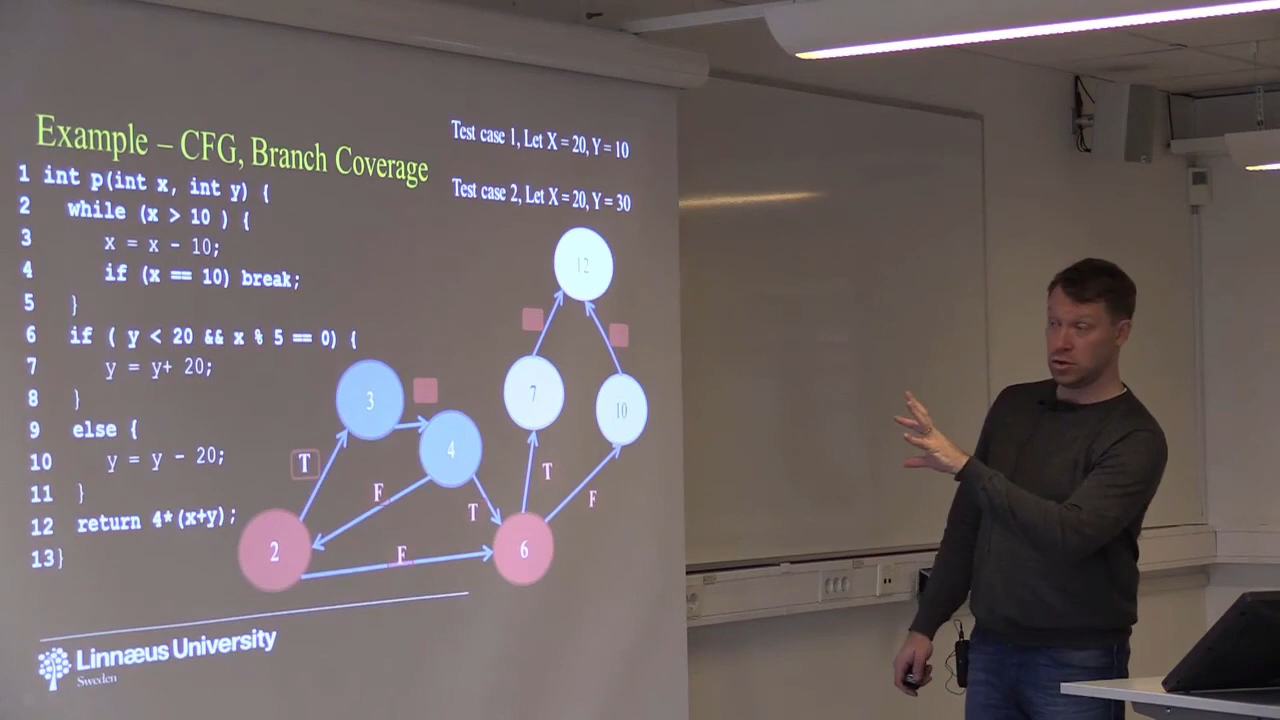 Example – CFG, Branch Coverage
Test case 1, Let X = 20, Y = 10
Test case 2, Let X = 20, Y = 30
1 int p(int x, int y) {
2 while (x > 10 ) {
3 x = x - 10;
4 if (x == 10) break;
5 }
6 if ( y < 20 && x % 5 == 0) {
7 y = y+ 20;
8 }
9 else {
10 y = y - 20;
11 }
12 return 4*(x+y);
13}
12
3
7
10
4
T
F
T
T
F
2
F
6
Linnæus University
Sweden